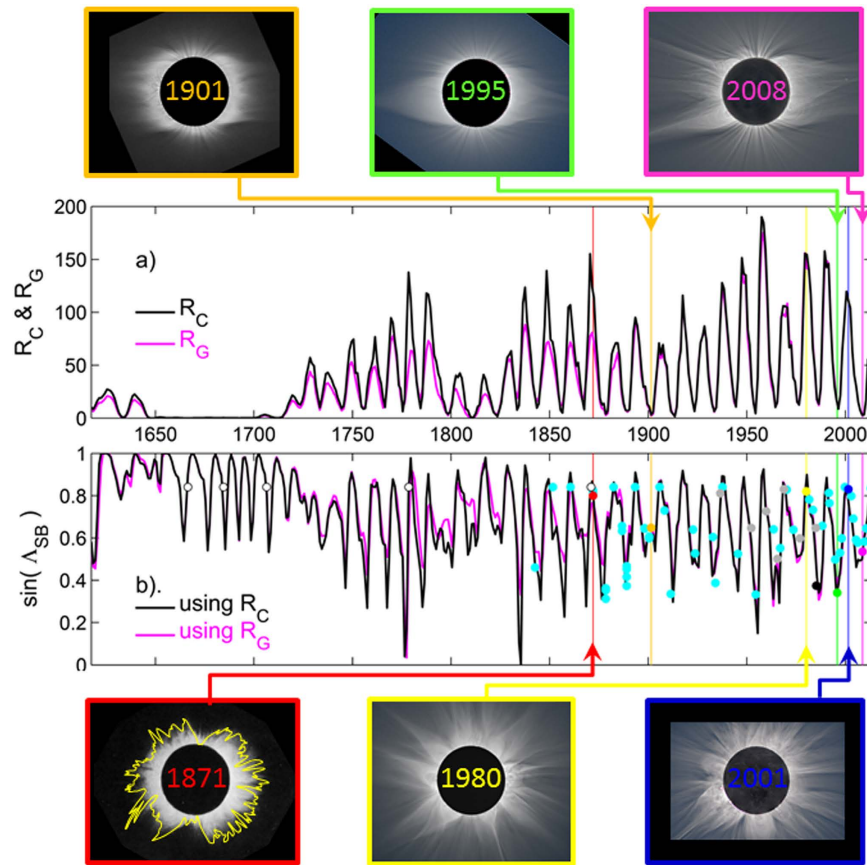 1901
1995
2008
200
150
100
50
0
R_C & R_G
a)
R_C
R_G
1650 1700 1750 1800 1850 1900 1950 2000
1
0.8
0.6
0.4
0.2
0
sin( Λ_SB )
b).
using R_C
using R_G
1871
1980
2001